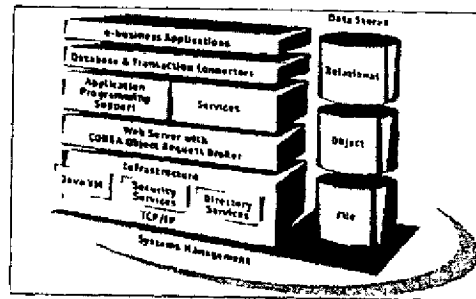 e-business Applications
Database & Transaction Connectors
Application
Programming
Support
Services
Web Server with
CORBA Object Request Broker
Infrastructure
Java VM
Security
Services
Directory
Services
TCP/IP
Systems Management
Data Stores
Relational
Object
File